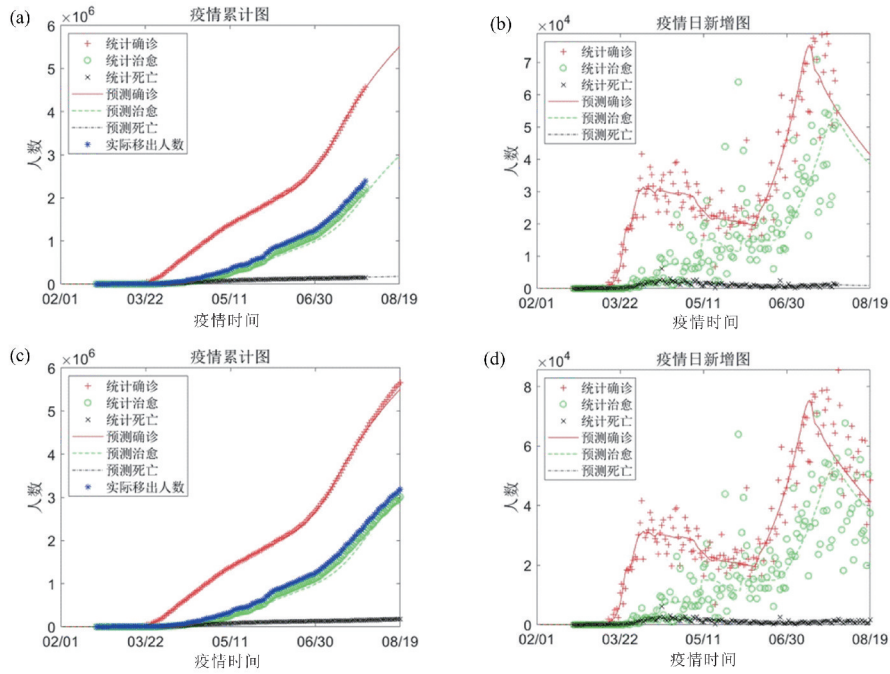 (a)
疫情累计图
×10⁶
6
5
4
3
2
1
0
人数
统计确诊
统计治愈
统计死亡
预测确诊
预测治愈
预测死亡
实际移出人数
02/01 03/22 05/11 06/30 08/19
疫情时间
(b)
疫情日新增图
×10⁴
7
6
5
4
3
2
1
0
人数
统计确诊
统计治愈
统计死亡
预测确诊
预测治愈
预测死亡
02/01 03/22 05/11 06/30 08/19
疫情时间
(c)
疫情累计图
×10⁶
6
5
4
3
2
1
0
人数
统计确诊
统计治愈
统计死亡
预测确诊
预测治愈
预测死亡
实际移出人数
02/01 03/22 05/11 06/30 08/19
疫情时间
(d)
疫情日新增图
×10⁴
8
6
4
2
0
人数
统计确诊
统计治愈
统计死亡
预测确诊
预测治愈
预测死亡
02/01 03/22 05/11 06/30 08/19
疫情时间